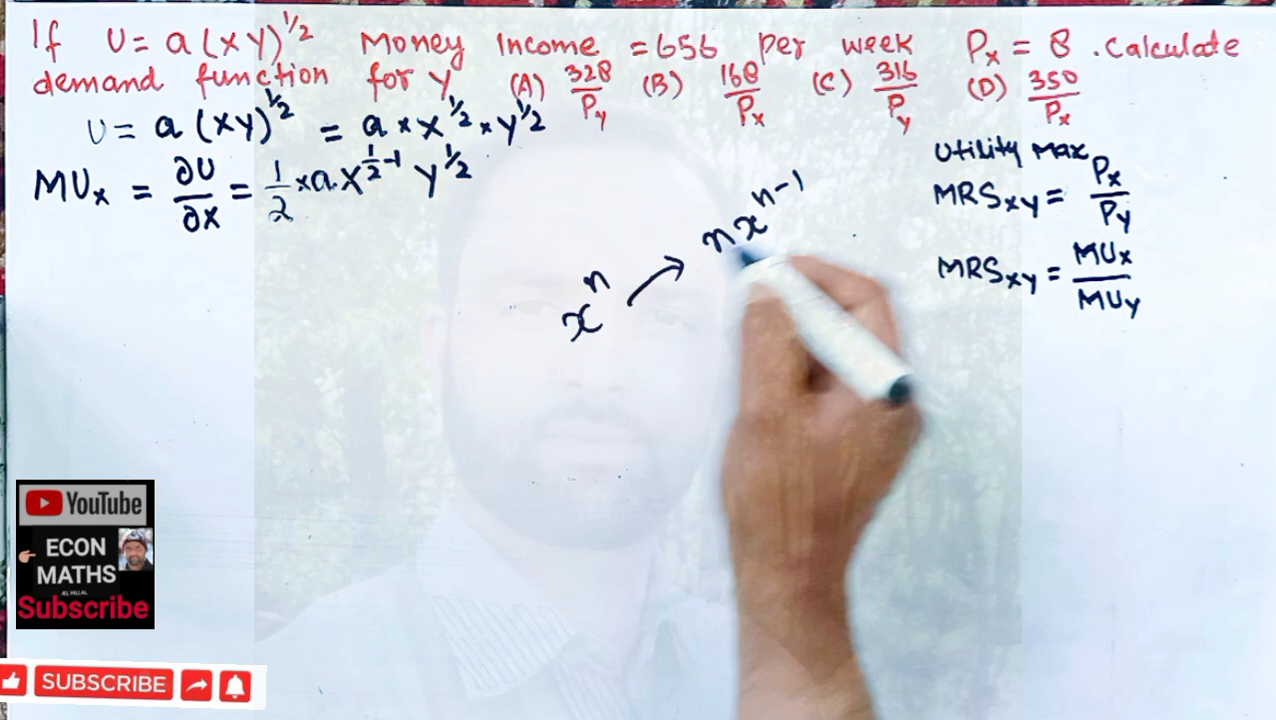 If U = a(XY)^1/2 Money Income = 656 per week Px = 8 . Calculate
demand function for Y (A) 328/Py (B) 168/Px (C) 316/Py (D) 350/Px
U = a(XY)^1/2 = a × X^1/2 × Y^1/2
MUx = ∂U/∂X = 1/2 × a . X^1/2-1 Y^1/2
Utility Max
MRSxy = Px/Py
MRSxy = MUx/MUy
x^n → nx^n-1
YouTube
ECON
MATHS
Subscribe
SUBSCRIBE